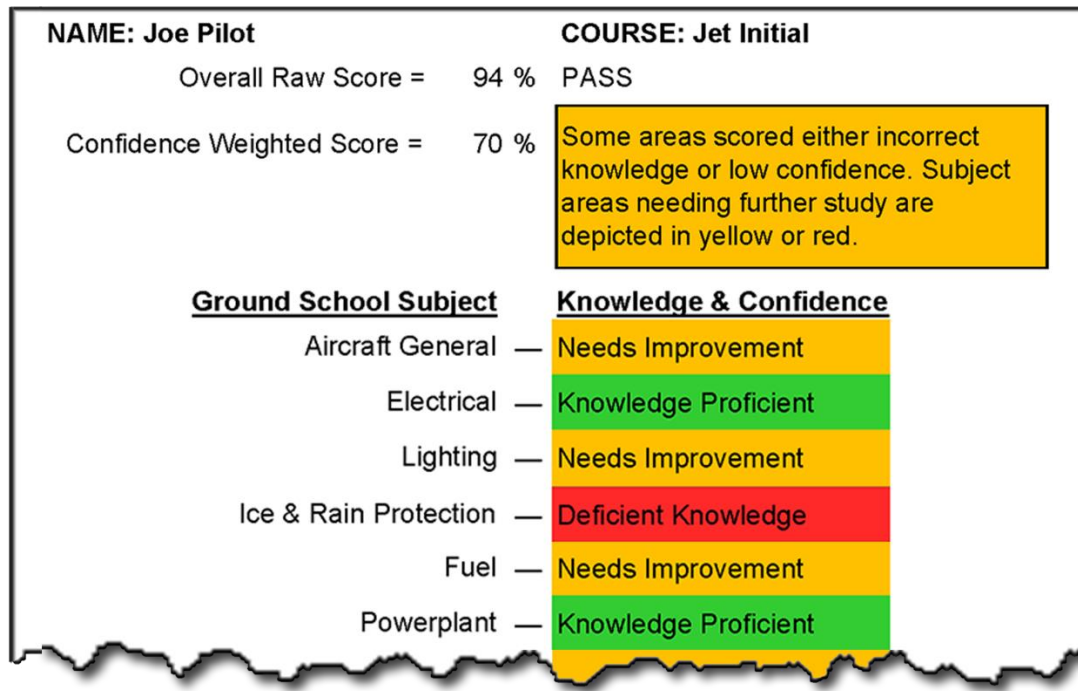 NAME: Joe Pilot COURSE: Jet Initial
Overall Raw Score = 94 % PASS
Confidence Weighted Score = 70 %
Some areas scored either incorrect
knowledge or low confidence. Subject
areas needing further study are
depicted in yellow or red.
Ground School Subject Knowledge & Confidence
Aircraft General — Needs Improvement
Electrical — Knowledge Proficient
Lighting — Needs Improvement
Ice & Rain Protection — Deficient Knowledge
Fuel — Needs Improvement
Powerplant — Knowledge Proficient